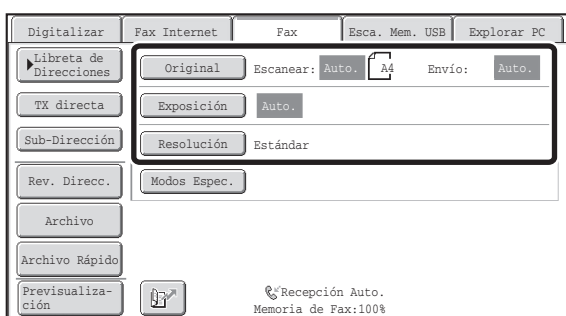 Digitalizar Fax Internet Fax Esca. Mem. USB Explorar PC
Libreta de
Direcciones
Original Escanear: Auto. A4 Envío: Auto.
TX directa
Exposición Auto.
Sub-Dirección
Resolución Estándar
Rev. Direcc.
Modos Espec.
Archivo
Archivo Rápido
Previsualiza-
ción
Recepción Auto.
Memoria de Fax:100%